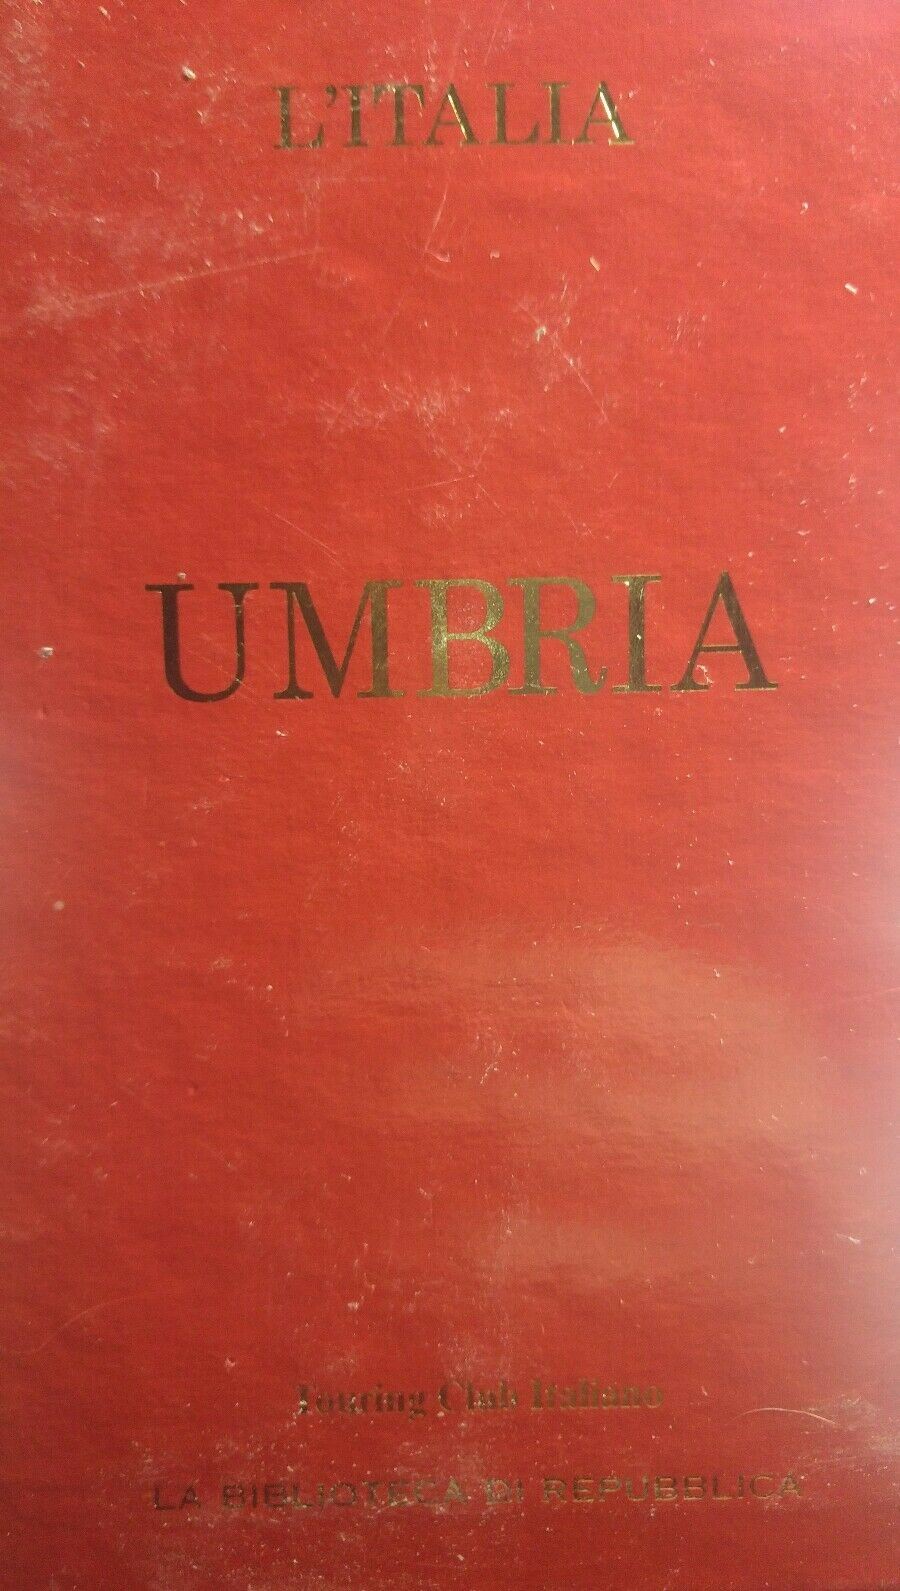 L'ITALIA
UMBRIA
Touring Club Italiano
LA BIBLIOTECA DI REPUBBLICA